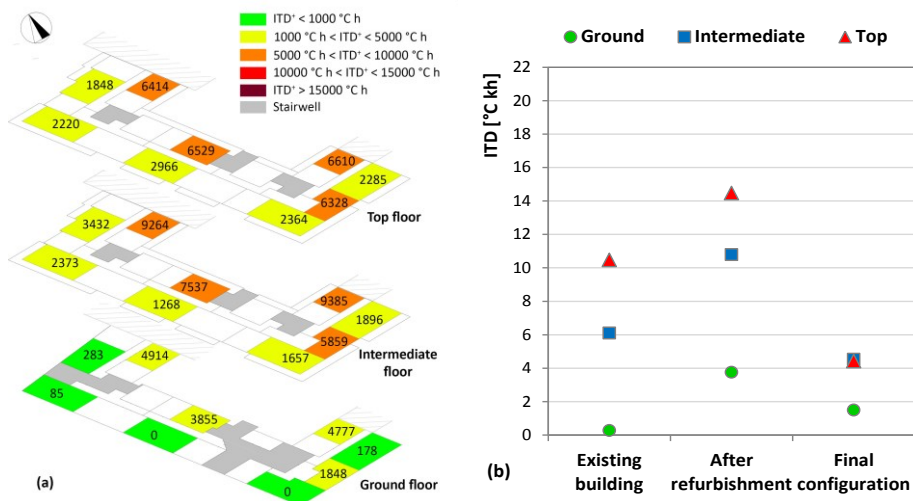 ITD⁺ < 1000 °C h
1000 °C h < ITD⁺ < 5000 °C h
5000 °C h < ITD⁺ < 10000 °C h
10000 °C h < ITD⁺ < 15000 °C h
ITD⁺ > 15000 °C h
Stairwell
1848
6414
2220
6529
2966
6610
2285
6328
2364
Top floor
3432
9264
2373
7537
1268
9385
1896
5859
1657
Intermediate
floor
283
4914
85
3855
0
4777
178
1848
0
Ground floor
(a)
Ground
Intermediate
Top
ITD [°C kh]
22
20
18
16
14
12
10
8
6
4
2
0
Existing
building
After
refurbishment
Final
configuration
(b)